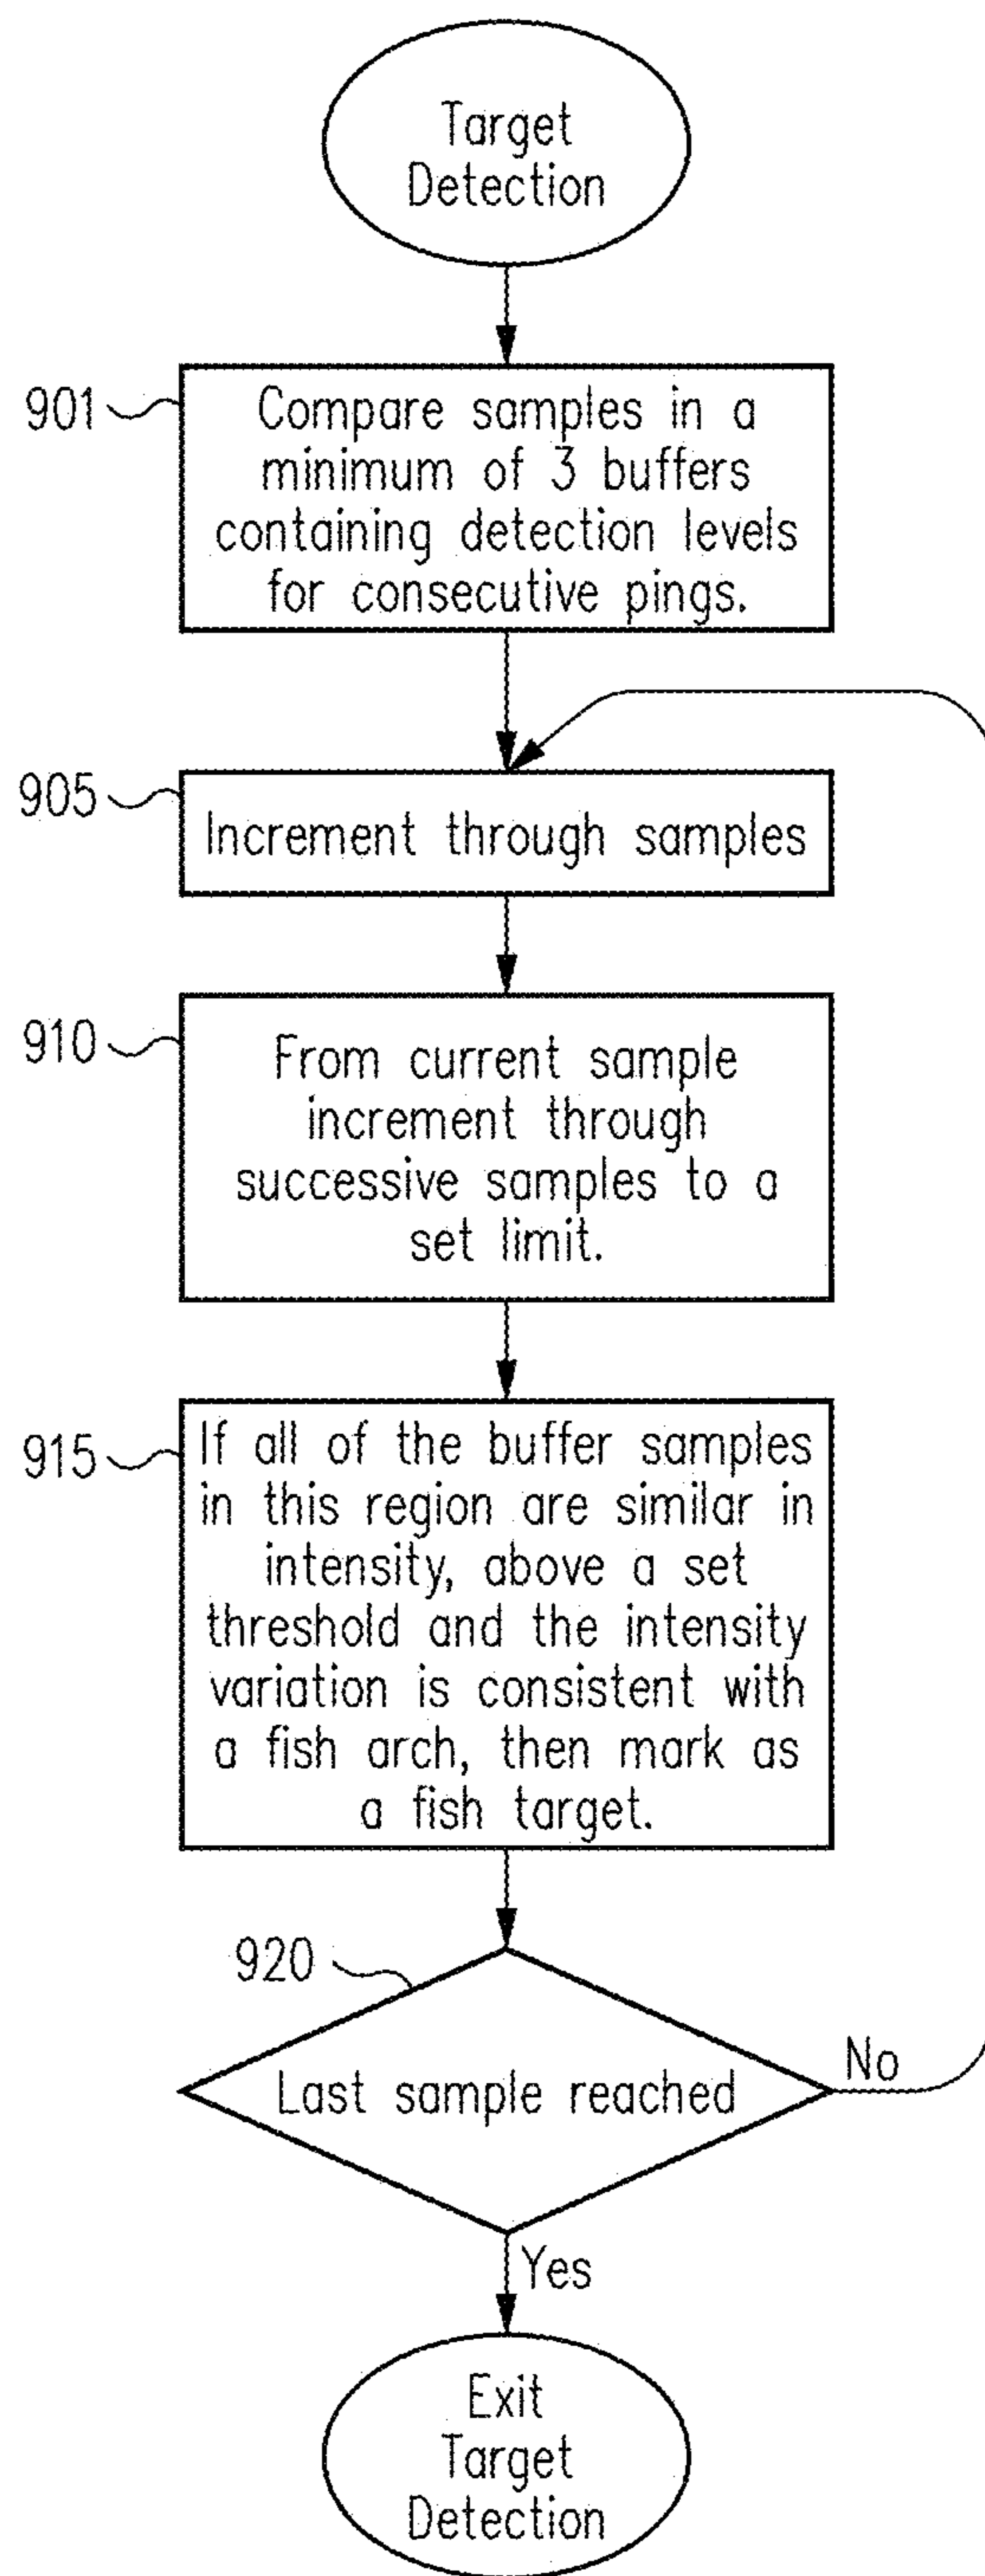 Target
Detection
901
Compare samples in a
minimum of 3 buffers
containing detection levels
for consecutive pings.
905
Increment through samples
910
From current sample
increment through
successive samples to a
set limit.
915
If all of the buffer samples
in this region are similar in
intensity, above a set
threshold and the intensity
variation is consistent with
a fish arch, then mark as
a fish target.
920
Last sample reached
No
Yes
Exit
Target
Detection